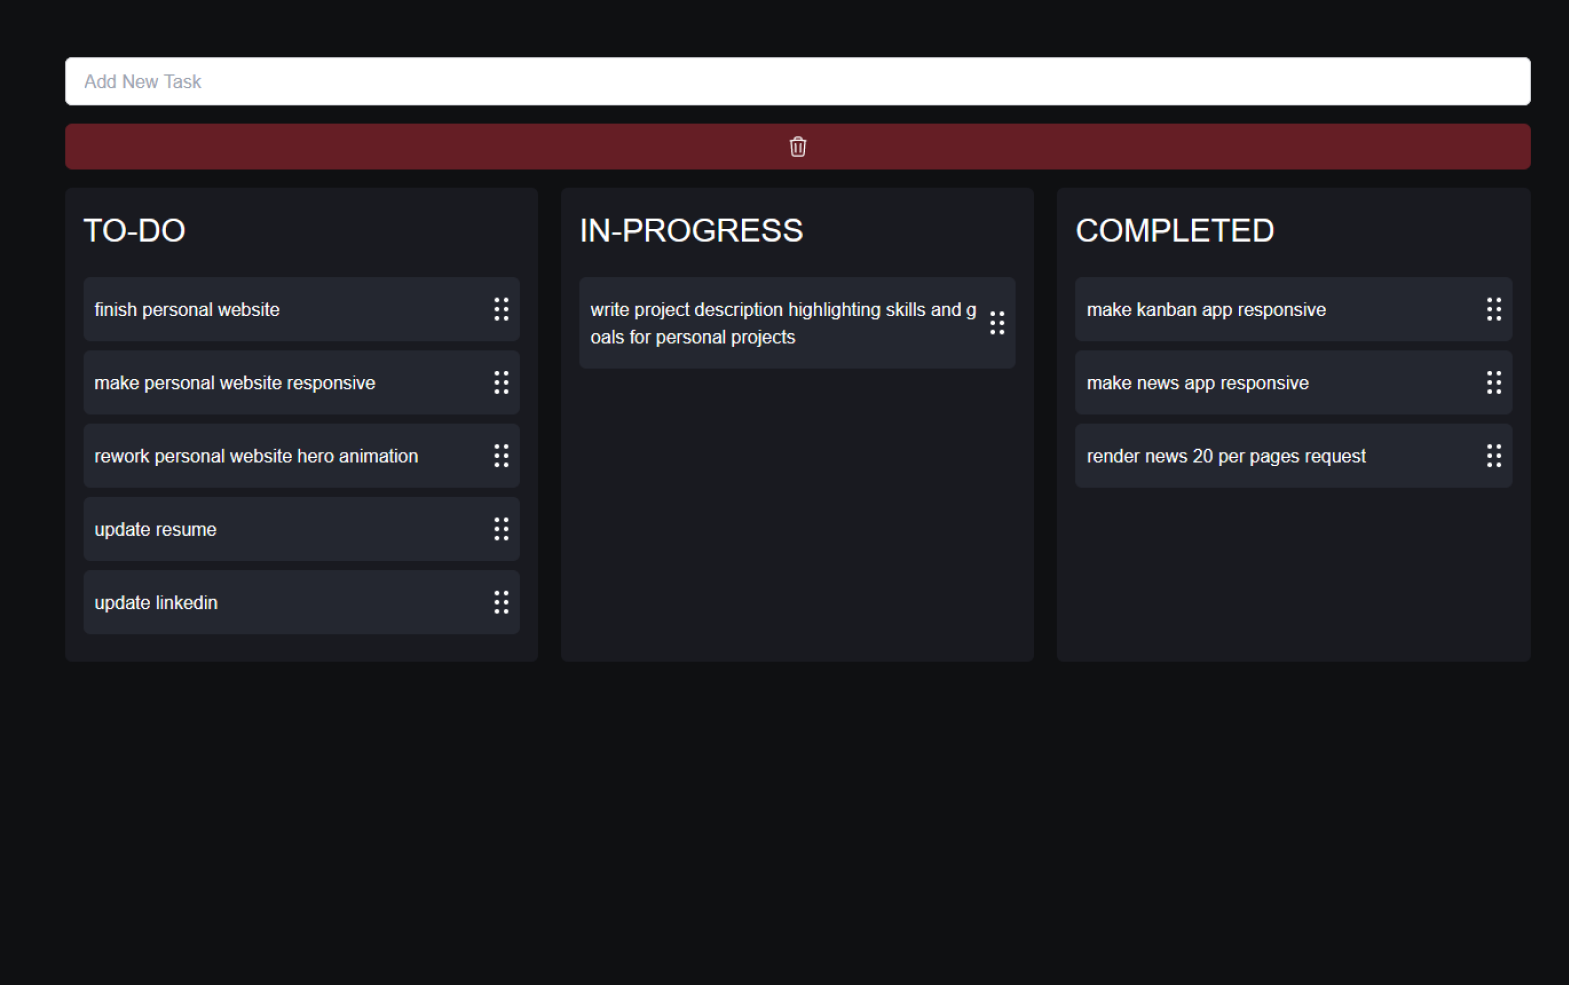 Add New Task
TO-DO
finish personal website
make personal website responsive
rework personal website hero animation
update resume
update linkedin
IN-PROGRESS
write project description highlighting skills and g
oals for personal projects
COMPLETED
make kanban app responsive
make news app responsive
render news 20 per pages request